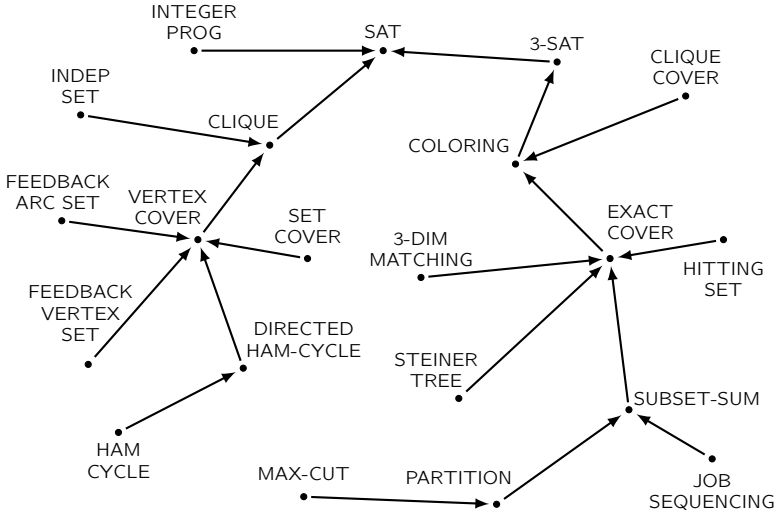 INTEGER
PROG
SAT
3-SAT
CLIQUE
COVER
INDEP
SET
CLIQUE
COLORING
FEEDBACK
ARC SET
VERTEX
COVER
SET
COVER
3-DIM
MATCHING
EXACT
COVER
HITTING
SET
FEEDBACK
VERTEX
SET
DIRECTED
HAM-CYCLE
STEINER
TREE
SUBSET-SUM
HAM
CYCLE
MAX-CUT
PARTITION
JOB
SEQUENCING